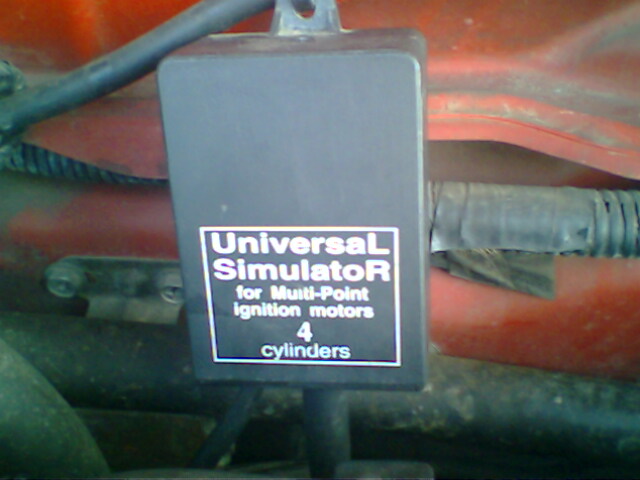 UniversaL
SimulatoR
for Multi-Point
ignition motors
4
cylinders